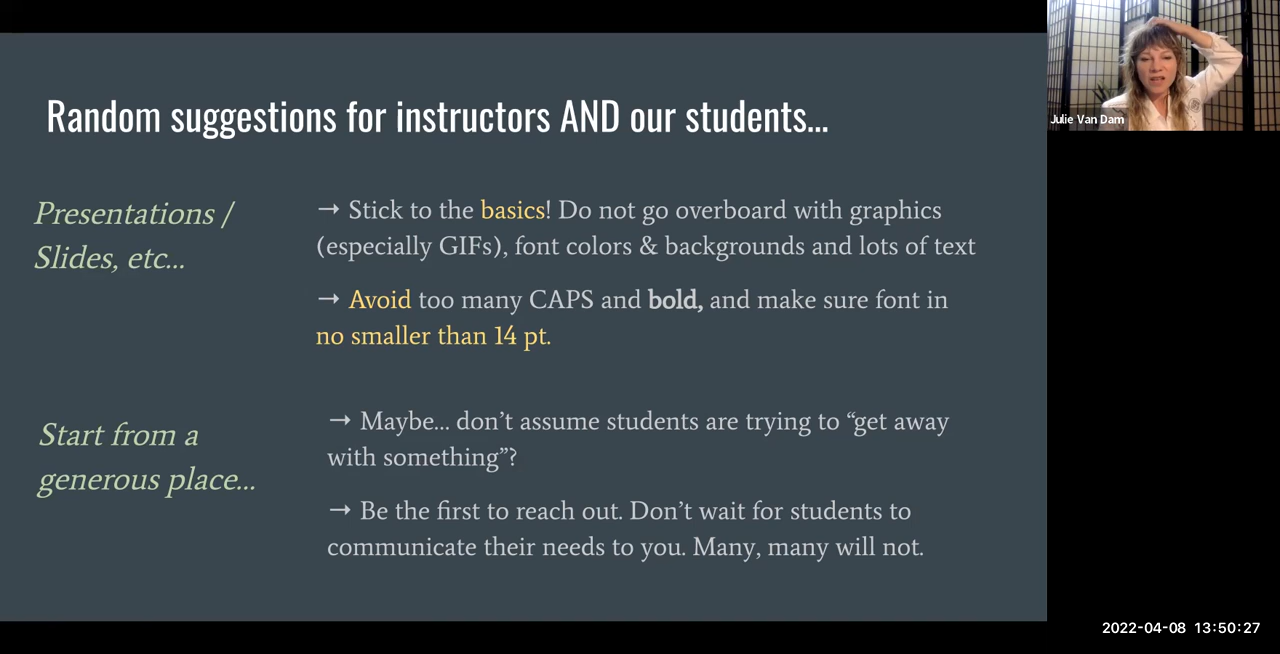 Random suggestions for instructors AND our students...
Presentations /
Slides, etc...
→ Stick to the basics! Do not go overboard with graphics
(especially GIFs), font colors & backgrounds and lots of text
→ Avoid too many CAPS and bold, and make sure font in
no smaller than 14 pt.
Start from a
generous place...
→ Maybe... don’t assume students are trying to “get away
with something”?
→ Be the first to reach out. Don’t wait for students to
communicate their needs to you. Many, many will not.
Julie Van Dam
2022-04-08 13:50:27